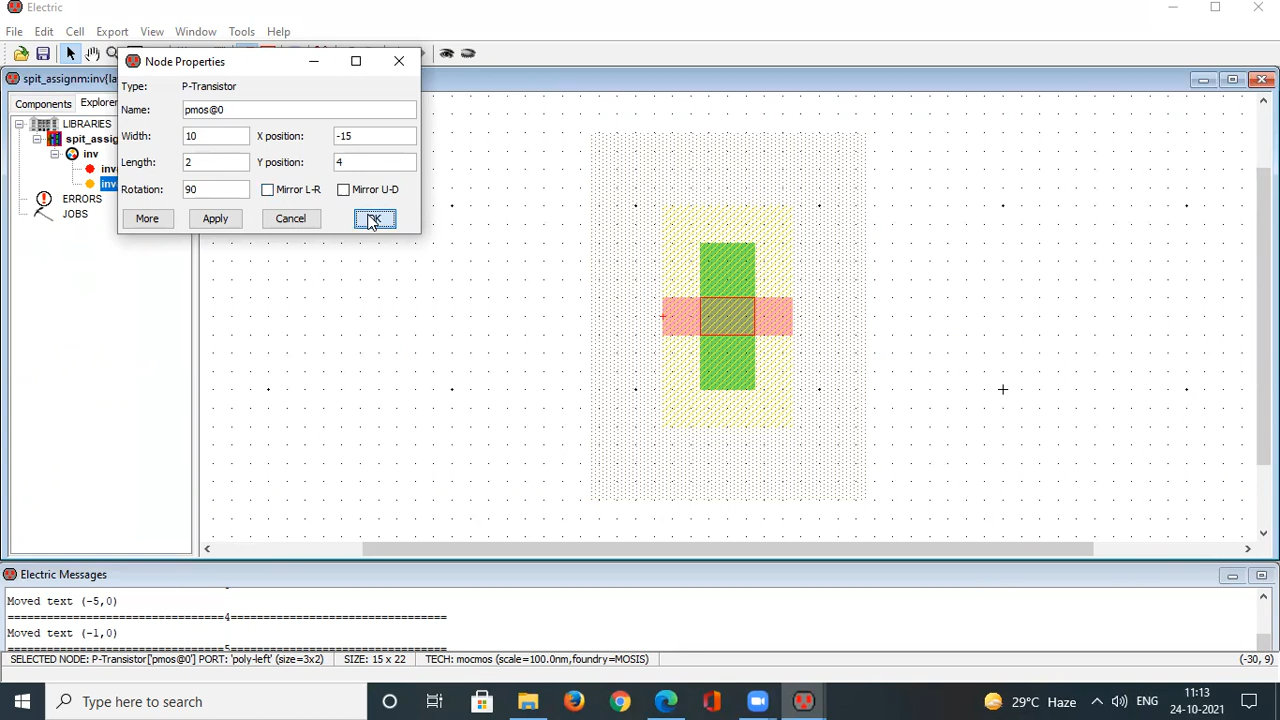 Electric
File Edit Cell Export View Window Tools Help
spit_assignm:inv{la
Node Properties
Type: P-Transistor
Name: pmos@0
Width: 10 X position: -15
Length: 2 Y position: 4
Rotation: 90 Mirror L-R Mirror U-D
More Apply Cancel
Components Explorer
LIBRARIES
spit_assig
inv
inv
inv
ERRORS
JOBS
Electric Messages
Moved text (-5,0)
=================================4=================================
Moved text (-1,0)
=================================5=================================
SELECTED NODE: P-Transistor['pmos@0'] PORT: 'poly-left' (size=3x2) SIZE: 15 x 22 TECH: mocmos (scale=100.0nm,foundry=MOSIS) (-30, 9)
Type here to search
29°C Haze ENG
11:13
24-10-2021